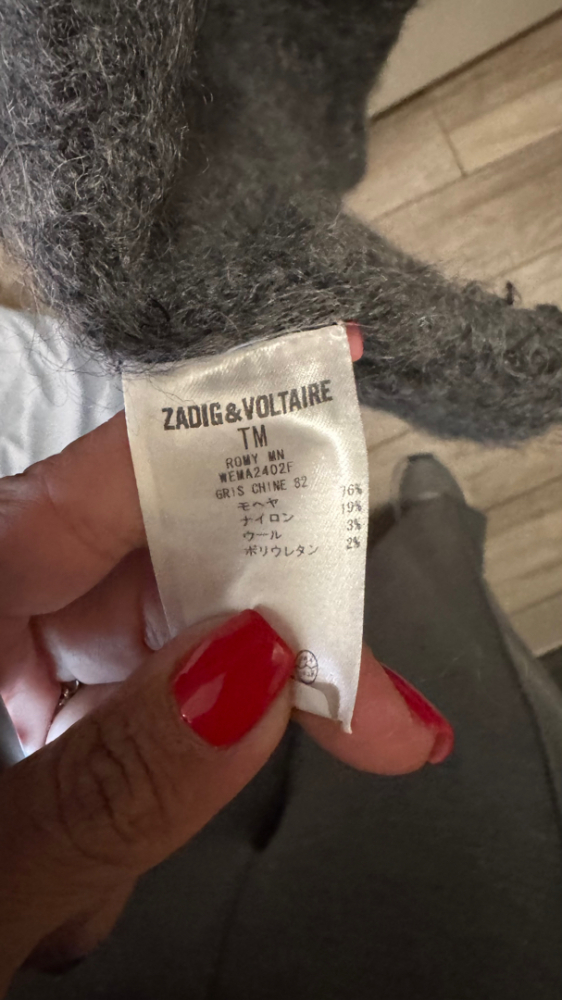 ZADIG&VOLTAIRE
TM
ROMY MN
WEMA2402F
GRIS CHINE 82
モヘヤ 76%
ナイロン 19%
ウール 3%
ポリウレタン 2%